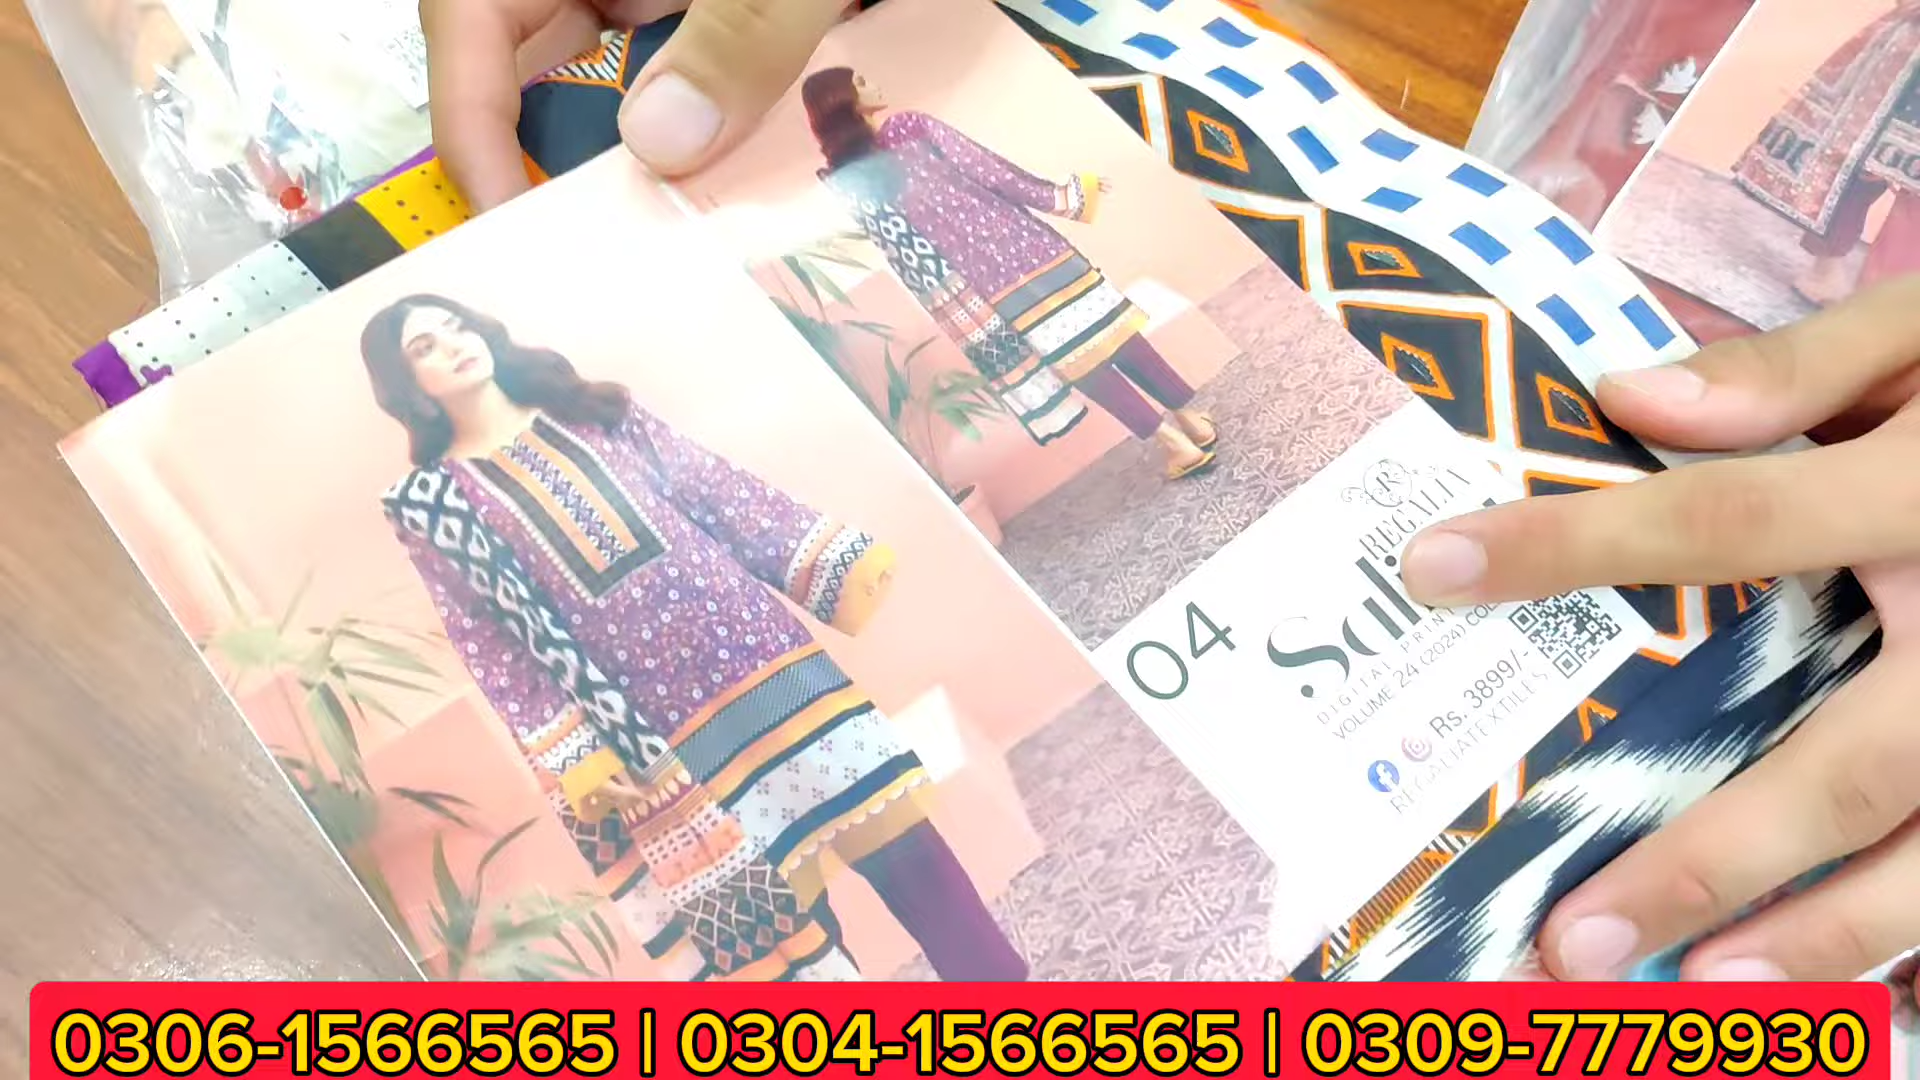 R
REGALIA
04
DIGITAL PRINT
VOLUME 24 (2024)
Rs. 3899/-
REGALIATEXTILES
0306-1566565 | 0304-1566565 | 0309-7779930